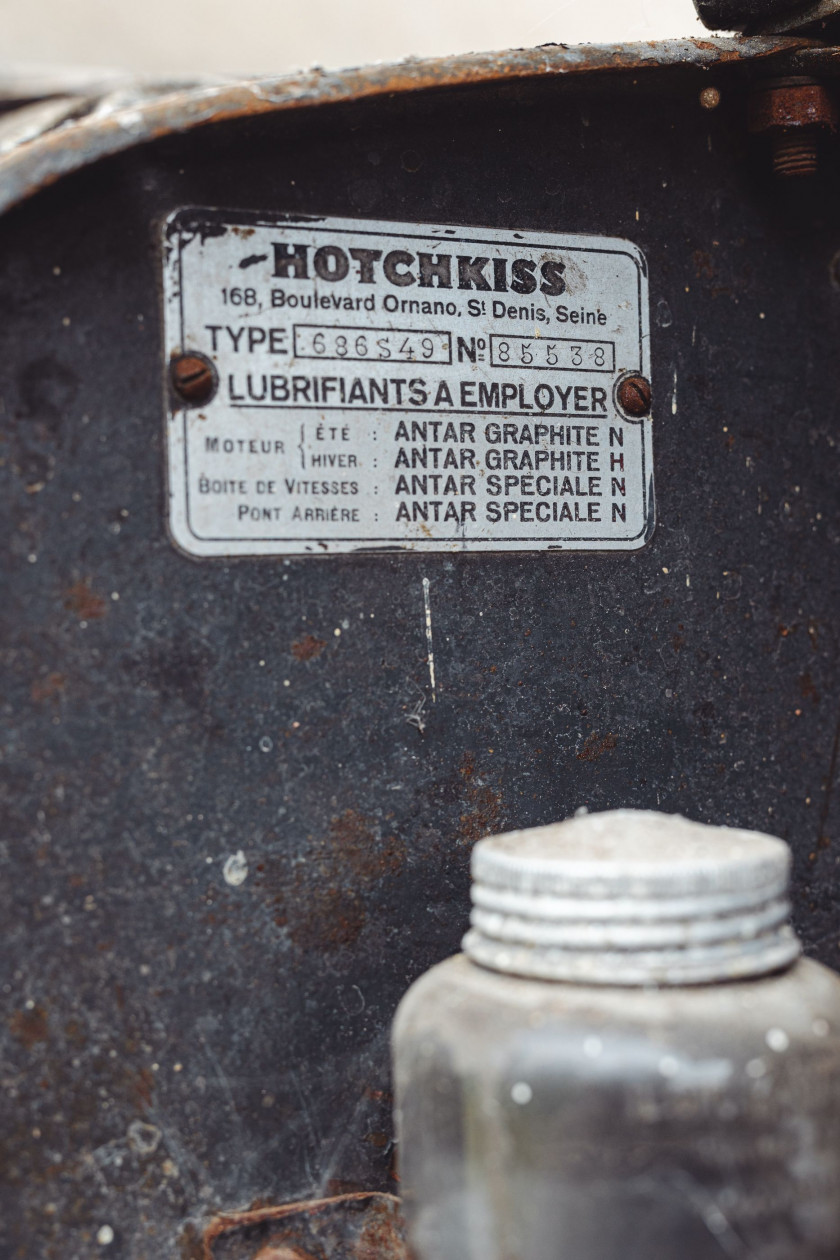 HOTCHKISS
168, Boulevard Ornano, St Denis, Seine
TYPE 686S49 No 85538
LUBRIFIANTS A EMPLOYER
MOTEUR { ÉTÉ : ANTAR GRAPHITE N
HIVER : ANTAR GRAPHITE H
BOITE DE VITESSES : ANTAR SPÉCIALE N
PONT ARRIÈRE : ANTAR SPÉCIALE N